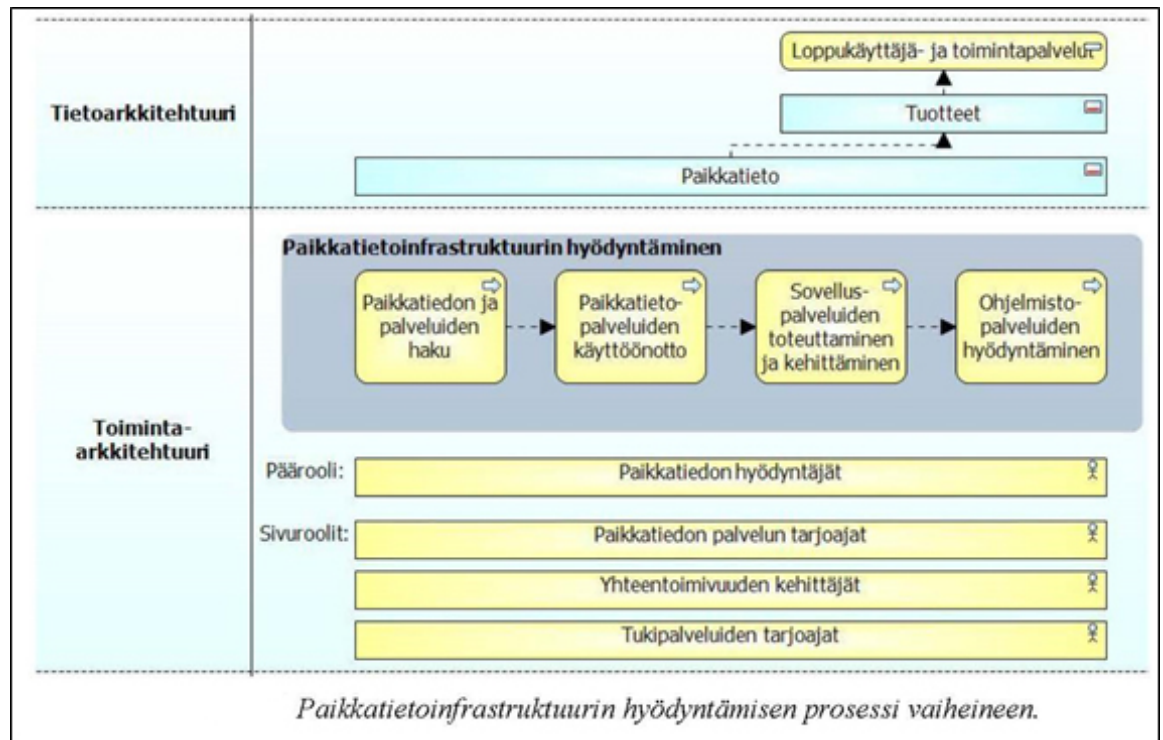 Loppukäyttäjä- ja toimintapalvelut
Tietoarkkitehtuuri
Tuotteet
Paikkatieto
Paikkatietoinfrastruktuurin hyödyntäminen
Paikkatiedon ja
palveluiden
haku
Paikkatieto-
palveluiden
käyttöönotto
Sovellus-
palveluiden
toteuttaminen
ja kehittäminen
Ohjelmisto-
palveluiden
hyödyntäminen
Toiminta-
arkkitehtuuri
Päärooli:
Paikkatiedon hyödyntäjät
Sivuroolit:
Paikkatiedon palvelun tarjoajat
Yhteentoimivuuden kehittäjät
Tukipalveluiden tarjoajat
Paikkatietoinfrastruktuurin hyödyntämisen prosessi vaiheineen.